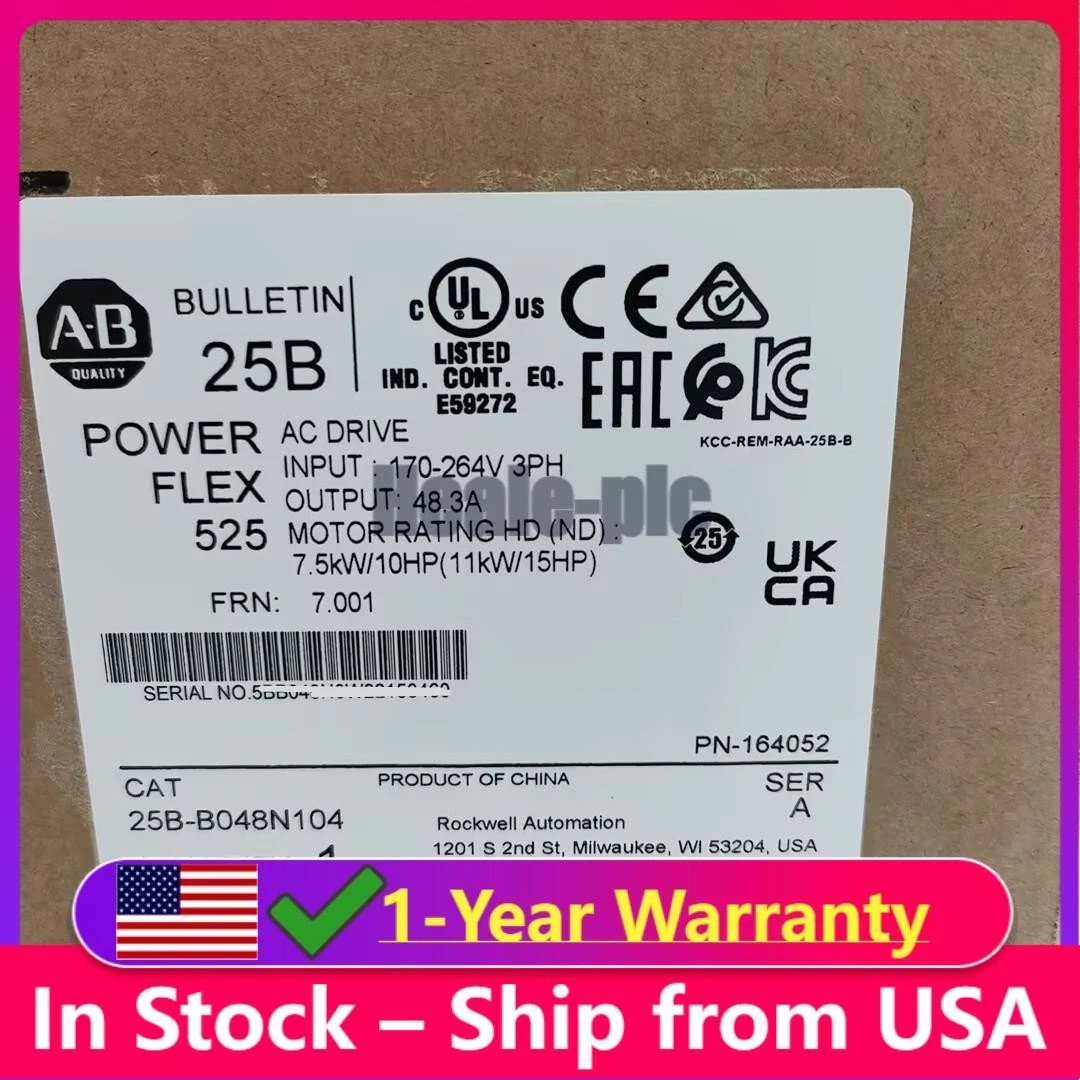 A-B
QUALITY
BULLETIN
25B
C UL US
LISTED
IND. CONT. EQ.
E59272
CE
EAC
KC
KCC-REM-RAA-25B-B
POWER
FLEX
525
AC DRIVE
INPUT : 170-264V 3PH
OUTPUT: 48.3A
MOTOR RATING HD (ND) :
7.5kW/10HP(11kW/15HP)
25
UK
CA
FRN: 7.001
SERIAL NO.
PN-164052
CAT
25B-B048N104
PRODUCT OF CHINA
SER
A
Rockwell Automation
1201 S 2nd St, Milwaukee, WI 53204, USA
1-Year Warranty
In Stock – Ship from USA